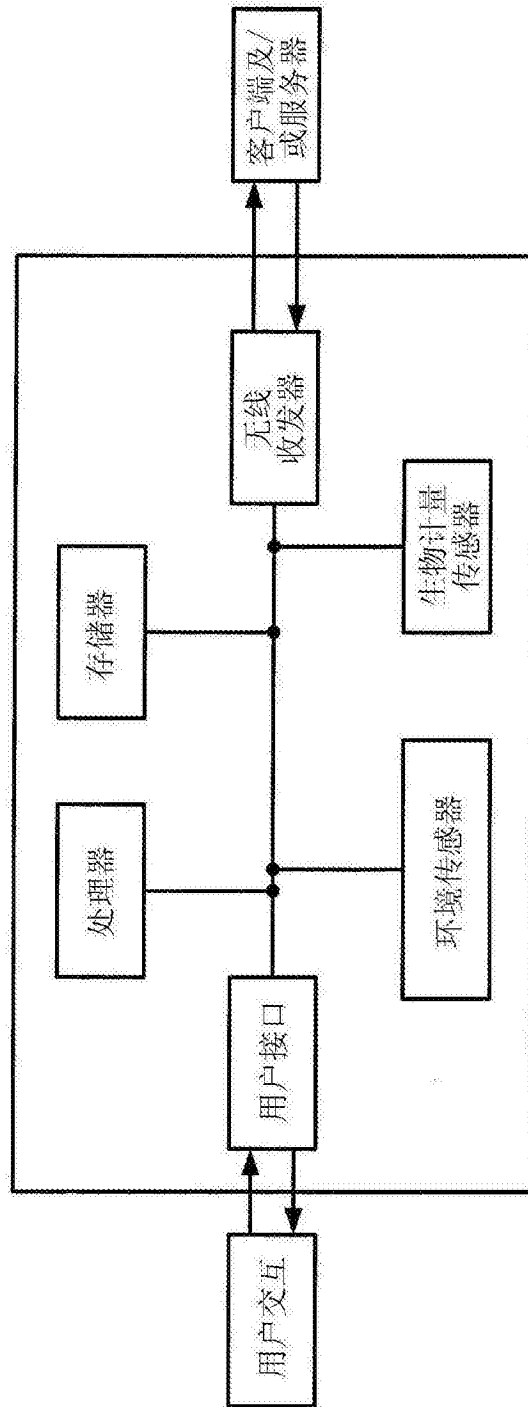 用户交互
用户接口
处理器
存储器
环境传感器
生物计量
传感器
无线
收发器
客户端及/
或服务器